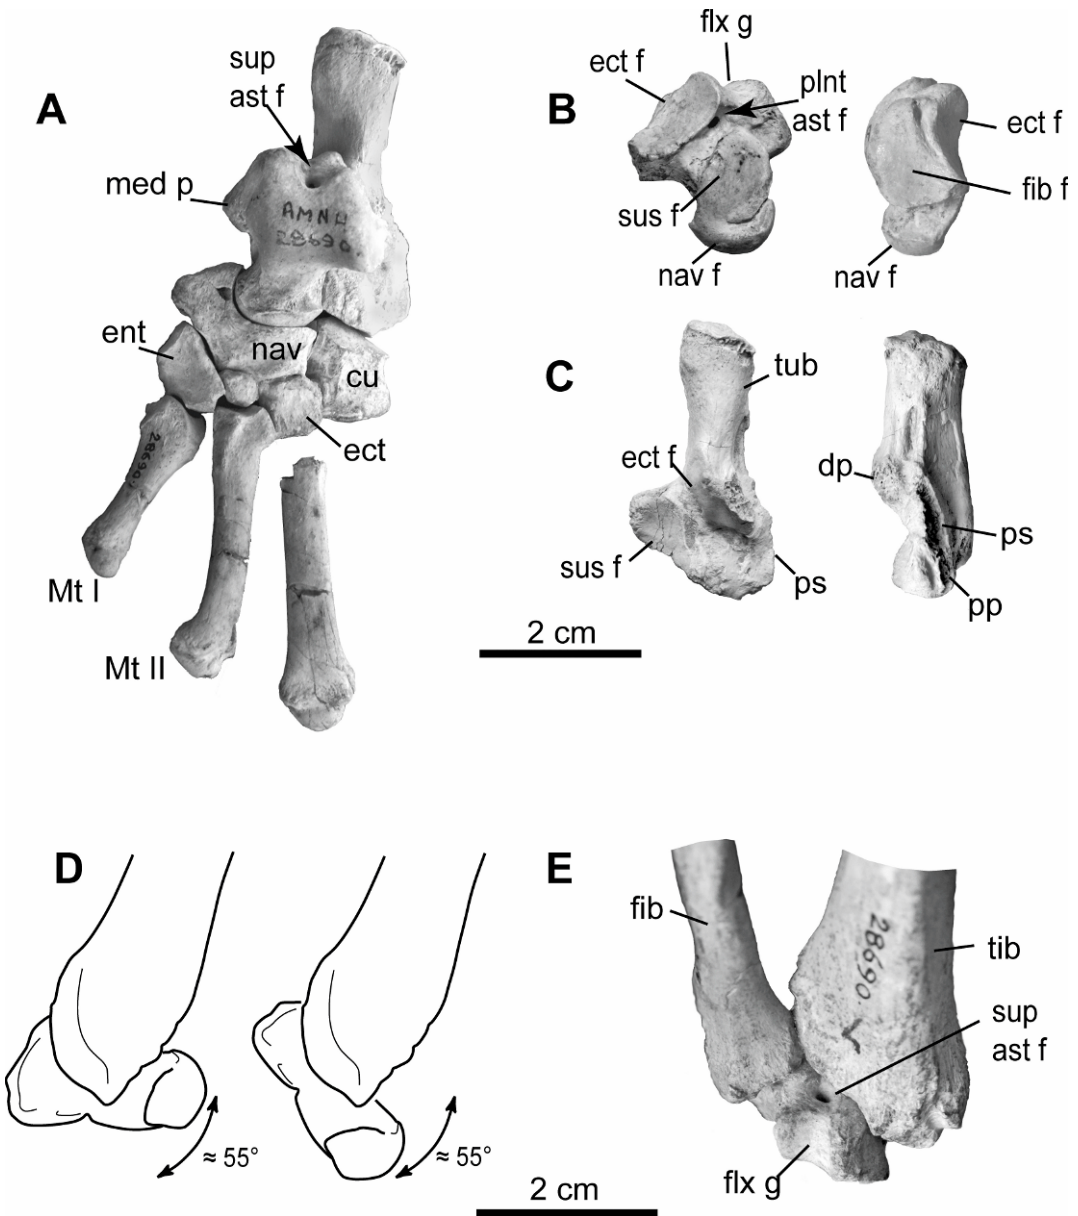 A
sup
ast f
med p
AMNH
28690
ent
nav
cu
ect
28690
Mt I
Mt II
B
flx g
ect f
plnt
ast f
sus f
nav f
ect f
fib f
nav f
C
tub
ect f
sus f
ps
dp
ps
pp
2 cm
D
≈ 55°
≈ 55°
E
fib
28690
tib
sup
ast f
flx g
2 cm